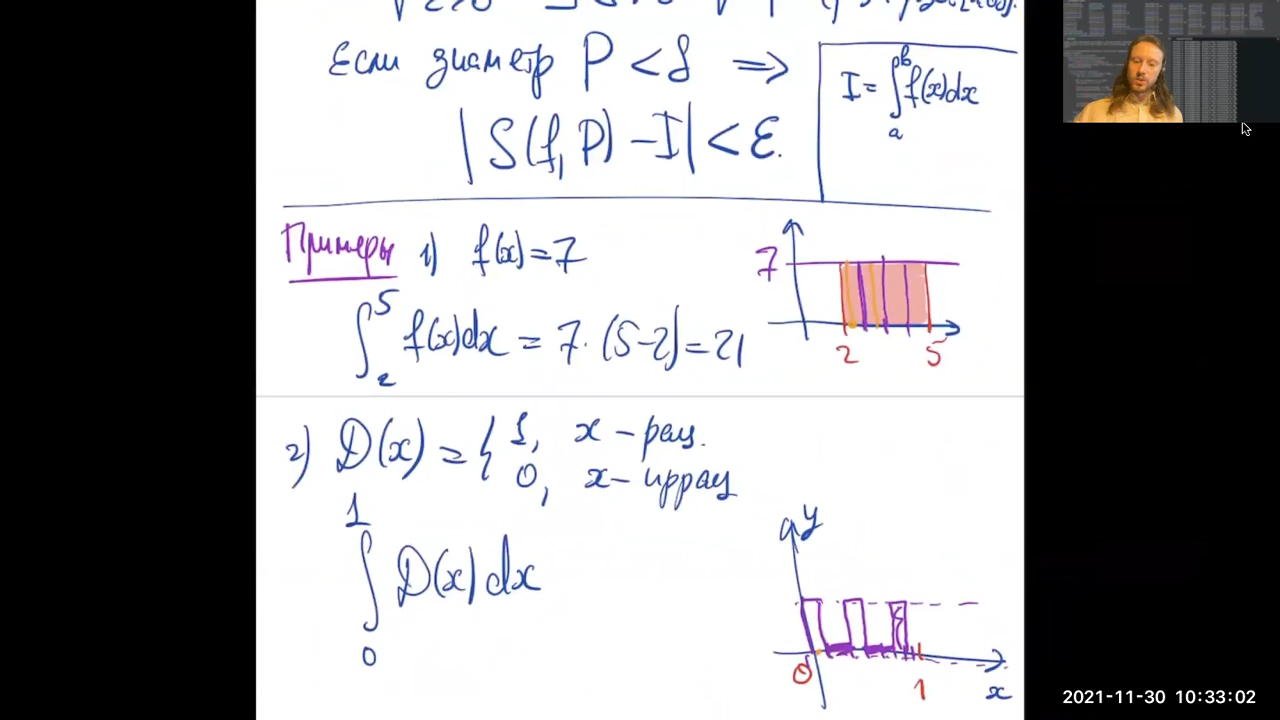 Если диаметр P < δ ⇒
I = ∫ₐᵇ f(x)dx
|S(f, P) – I| < ε.
Примеры 1) f(x) = 7
∫₂⁵ f(x)dx = 7·(5–2) = 21
7
2 5
2) D(x) = { 1, x – рац.
0, x – иррац
∫₀¹ D(x)dx
y
0 1 x
2021-11-30 10:33:02